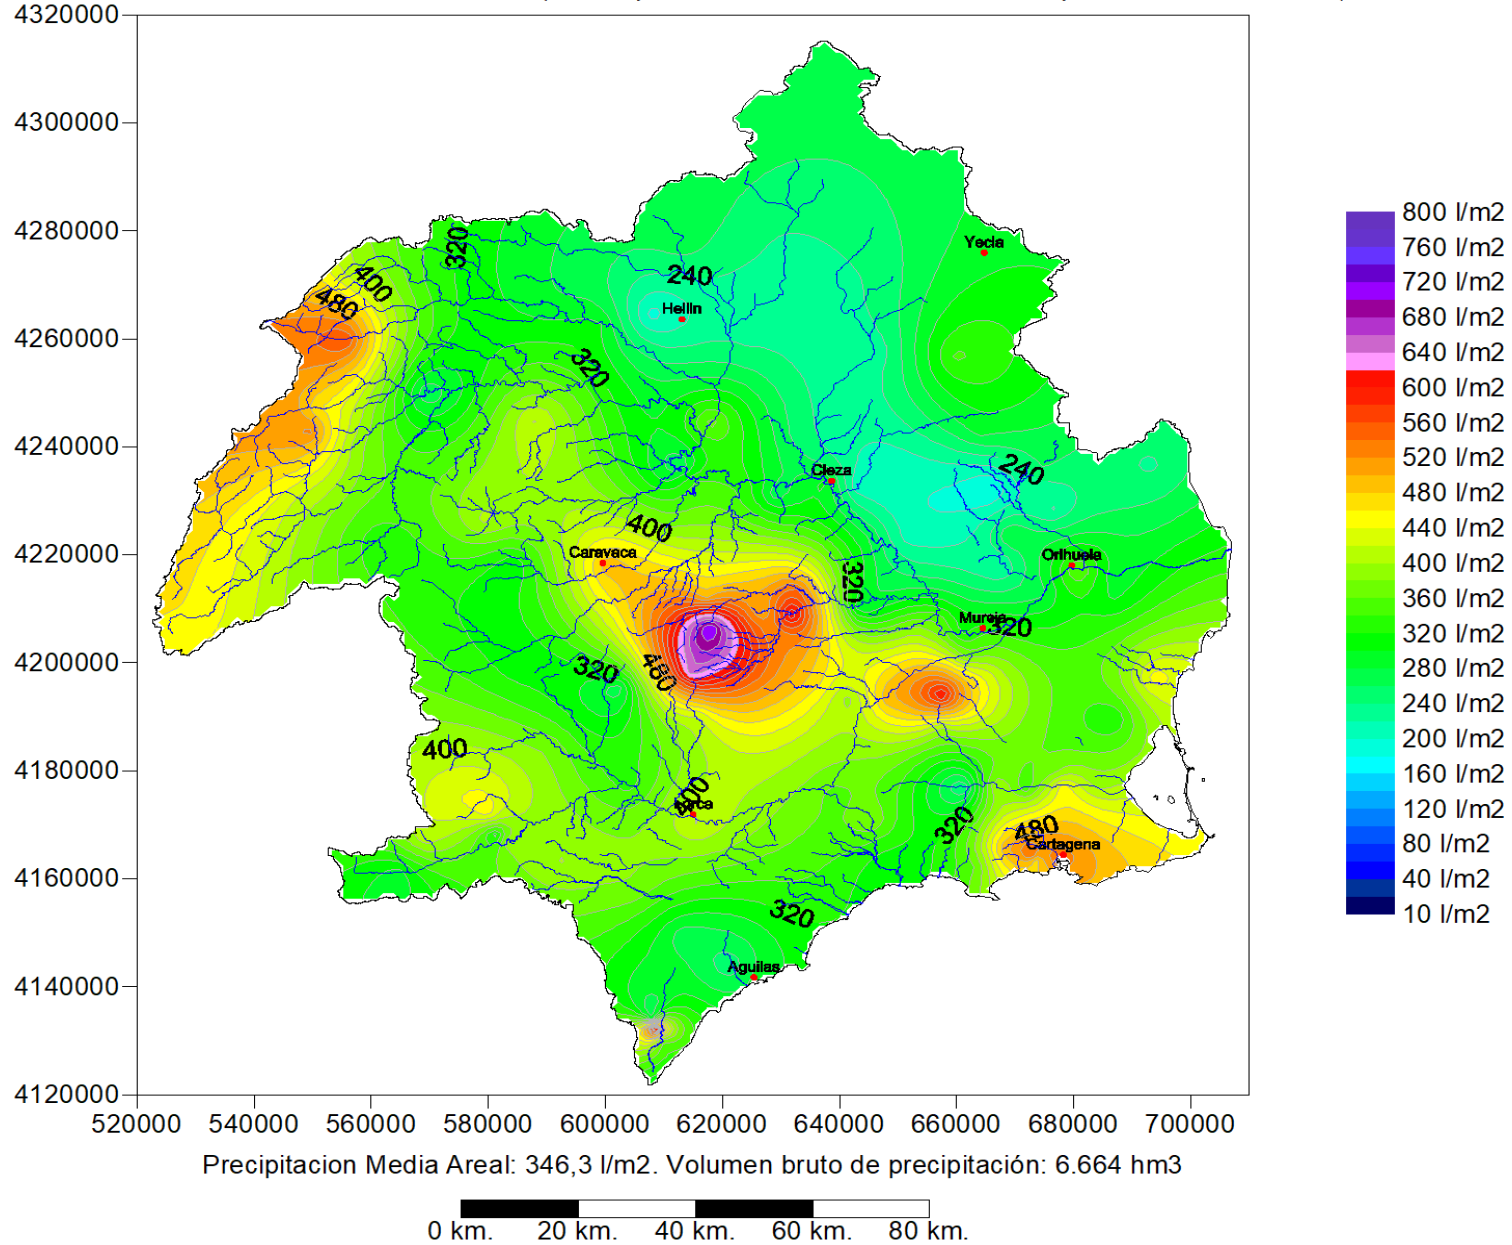 4320000
4300000
4280000
4260000
4240000
4220000
4200000
4180000
4160000
4140000
4120000
520000 540000 560000 580000 600000 620000 640000 660000 680000 700000
320
400
480
240
Yecla
Hellin
320
Cieza
240
400
Caravaca
320
Orihuela
Murcia
320
480
320
400
400
Lorca
320
480
Cartagena
320
Aguilas
800 l/m2
760 l/m2
720 l/m2
680 l/m2
640 l/m2
600 l/m2
560 l/m2
520 l/m2
480 l/m2
440 l/m2
400 l/m2
360 l/m2
320 l/m2
280 l/m2
240 l/m2
200 l/m2
160 l/m2
120 l/m2
80 l/m2
40 l/m2
10 l/m2
Precipitacion Media Areal: 346,3 l/m2. Volumen bruto de precipitación: 6.664 hm3
0 km. 20 km. 40 km. 60 km. 80 km.